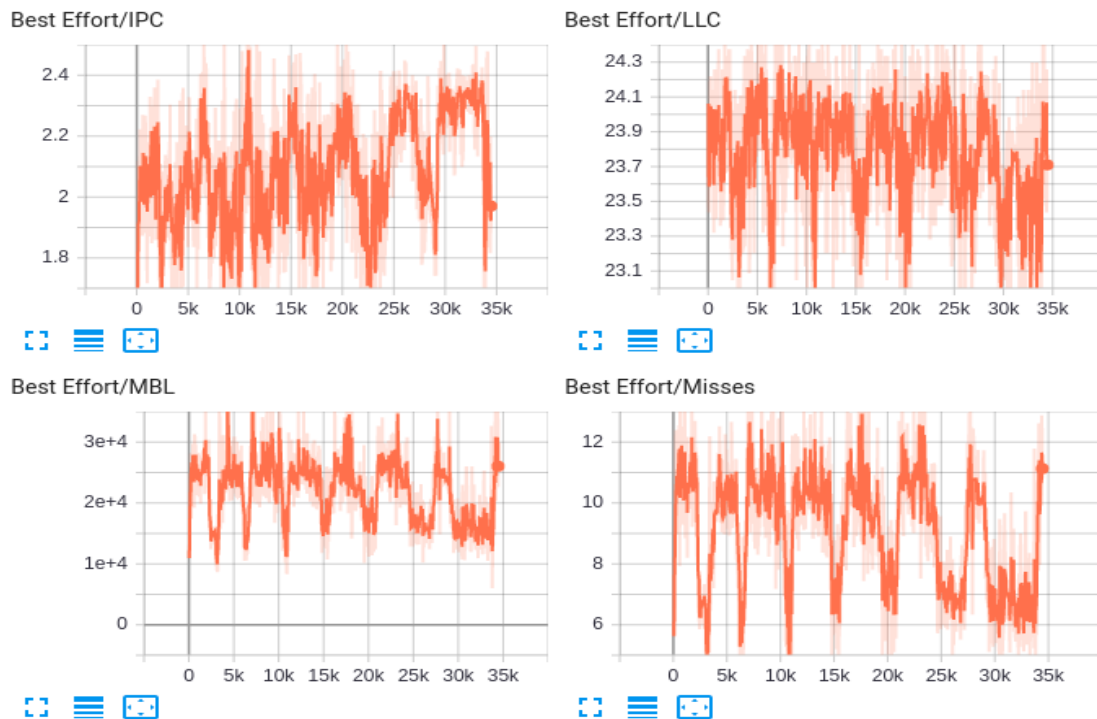 Best Effort/IPC
2.4
2.2
2
1.8
0 5k 10k 15k 20k 25k 30k 35k
Best Effort/LLC
24.3
24.1
23.9
23.7
23.5
23.3
23.1
0 5k 10k 15k 20k 25k 30k 35k
Best Effort/MBL
3e+4
2e+4
1e+4
0
0 5k 10k 15k 20k 25k 30k 35k
Best Effort/Misses
12
10
8
6
0 5k 10k 15k 20k 25k 30k 35k